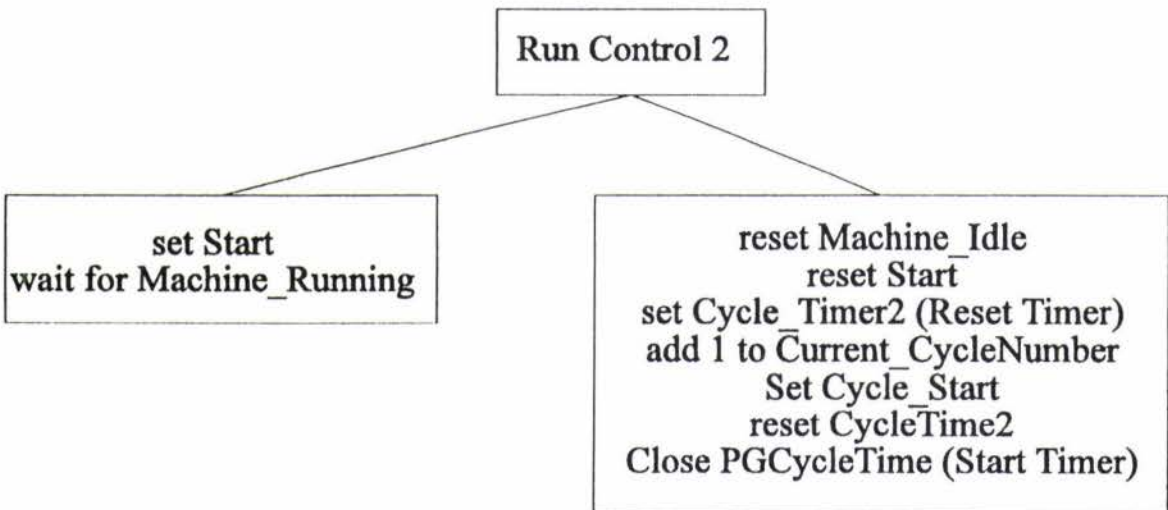 Run Control 2
set Start
wait for Machine_Running
reset Machine_Idle
reset Start
set Cycle_Timer2 (Reset Timer)
add 1 to Current_CycleNumber
Set Cycle_Start
reset CycleTime2
Close PGCycleTime (Start Timer)